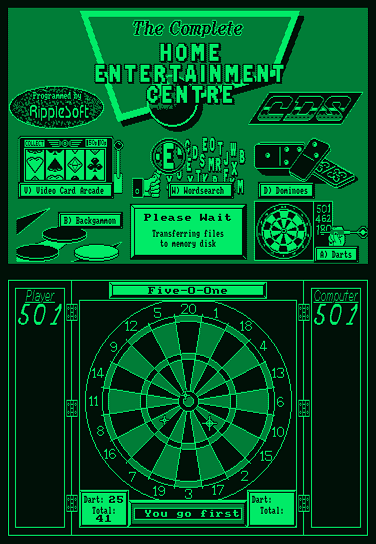 The Complete
HOME
ENTERTAINMENT
CENTRE
Programmed by
RippleSoft
CDS
COLLECT
V) Video Card Arcade
W) Wordsearch
D) Dominoes
B) Backgammon
Please Wait
Transferring files
to memory disk
501
462
180
A) Darts
Five-O-One
Player
501
Computer
501
20
1
18
4
13
6
10
15
2
17
3
19
7
16
8
11
14
9
12
5
Dart: 25
Total:
41
You go first
Dart:
Total: